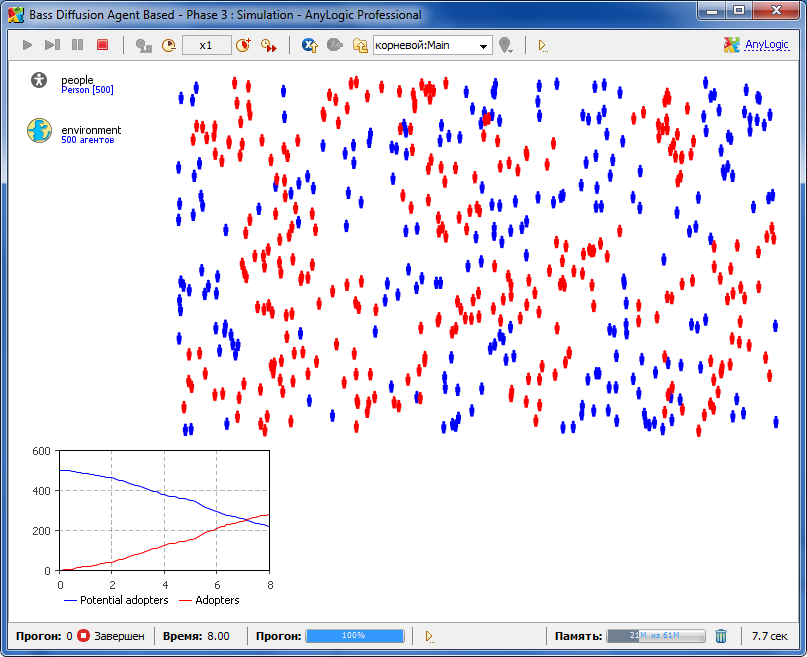 Bass Diffusion Agent Based - Phase 3 : Simulation - AnyLogic Professional
x1
корневой:Main
AnyLogic
people
Person [500]
environment
500 агентов
600
400
200
0
0 2 4 6 8
Potential adopters Adopters
Прогон: 0 Завершен Время: 8.00 Прогон: 100% Память: 21M из 61M 7.7 сек